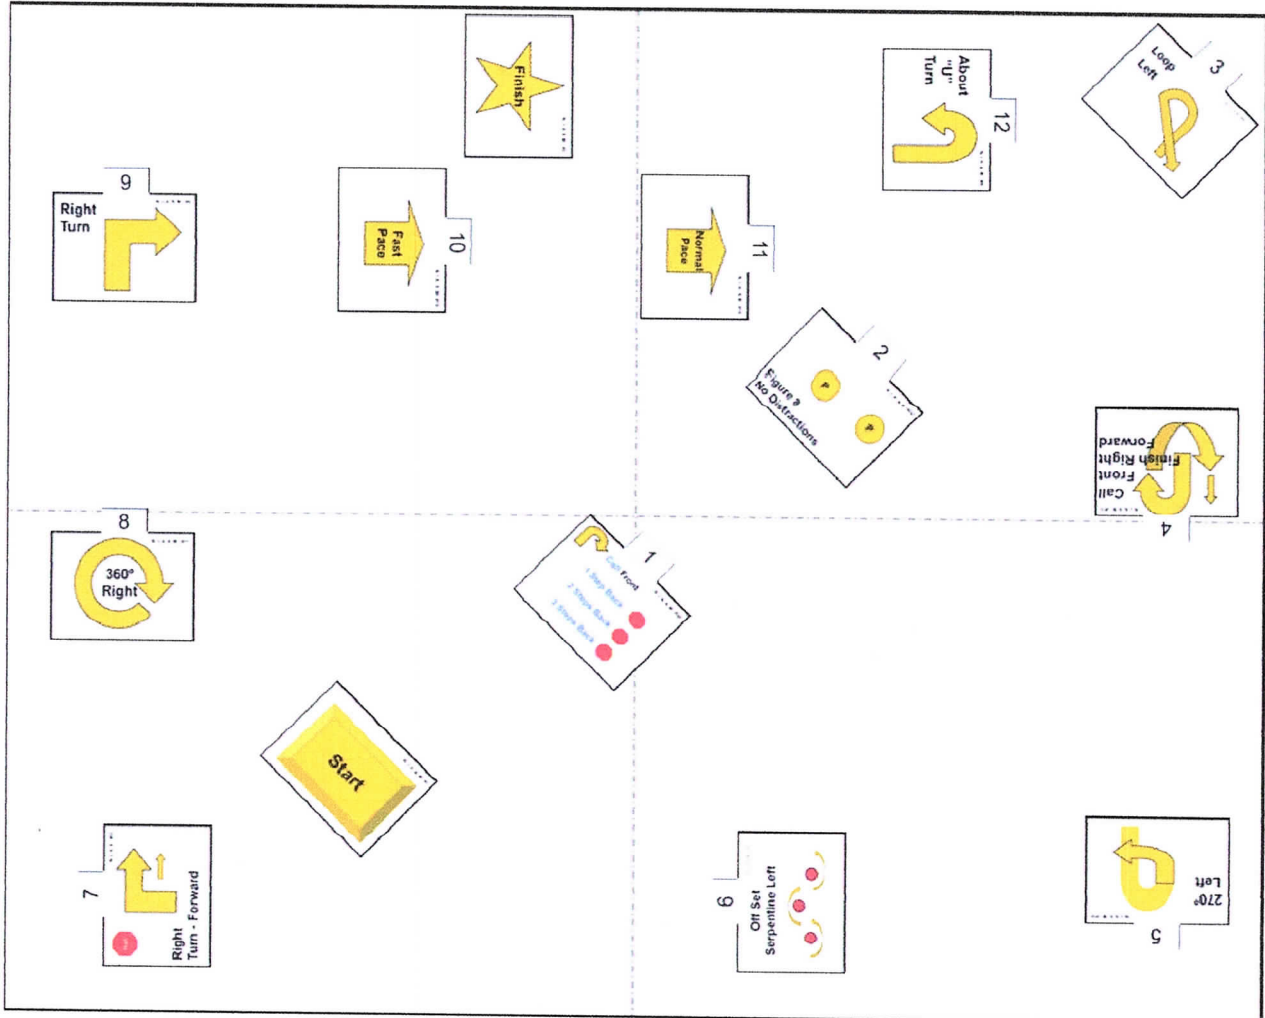 Start
1
Call Front
1 Step Back
2 Steps Back
3 Steps Back
2
Figure 8
No Distractions
3
Loop
Left
4
Call
Front
Finish Right
Forward
5
270°
Left
6
Off Set
Serpentine Left
7
Right
Turn - Forward
8
360°
Right
9
Right
Turn
10
Fast
Pace
11
Normal
Pace
12
About
"U"
Turn
Finish
P
P